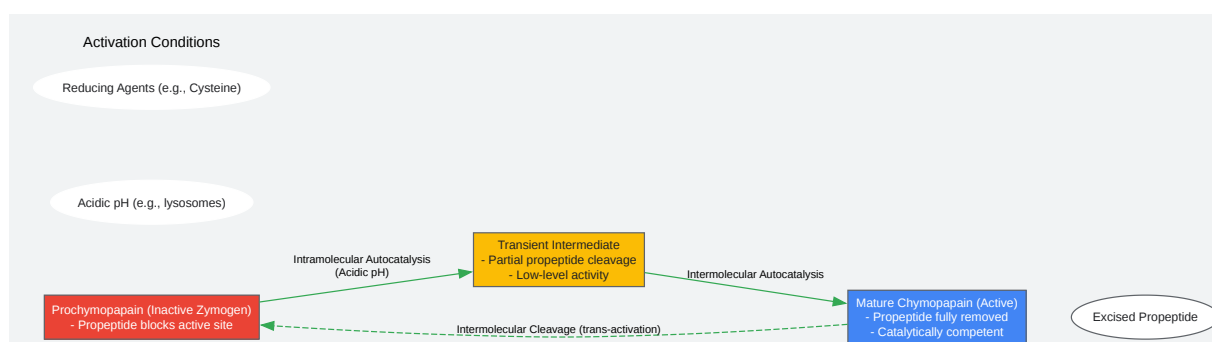 Activation Conditions
Reducing Agents (e.g., Cysteine)
Acidic pH (e.g., lysosomes)
Intramolecular Autocatalysis
(Acidic pH)
Transient Intermediate
- Partial propeptide cleavage
- Low-level activity
Intermolecular Autocatalysis
Prochymopapain (Inactive Zymogen)
- Propeptide blocks active site
Intermolecular Cleavage (trans-activation)
Mature Chymopapain (Active)
- Propeptide fully removed
- Catalytically competent
Excised Propeptide